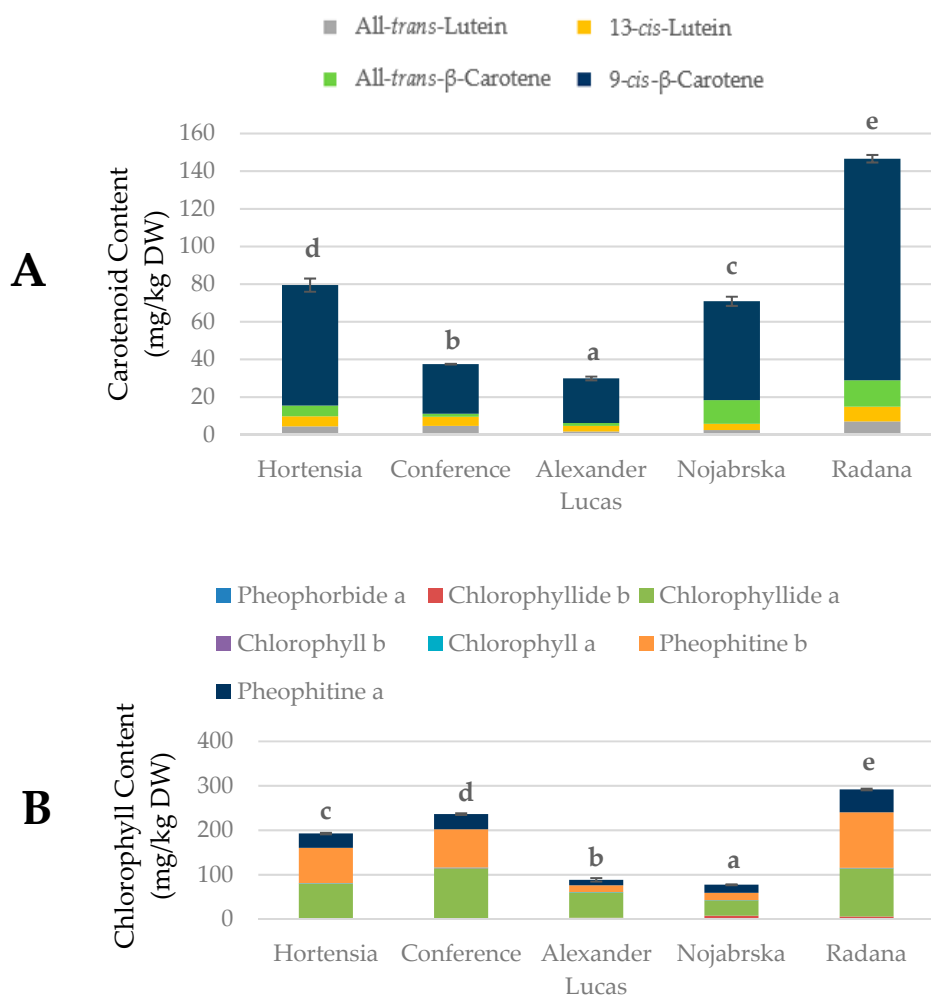 All-trans-Lutein 13-cis-Lutein
All-trans-β-Carotene 9-cis-β-Carotene
A
Carotenoid Content
(mg/kg DW)
160
140
120
100
80
60
40
20
0
d
b
a
c
e
Hortensia Conference Alexander Nojabrska Radana
Lucas
Pheophorbide a Chlorophyllide b Chlorophyllide a
Chlorophyll b Chlorophyll a Pheophitine b
Pheophitine a
B
Chlorophyll Content
(mg/kg DW)
400
300
200
100
0
c
d
b
a
e
Hortensia Conference Alexander Nojabrska Radana
Lucas